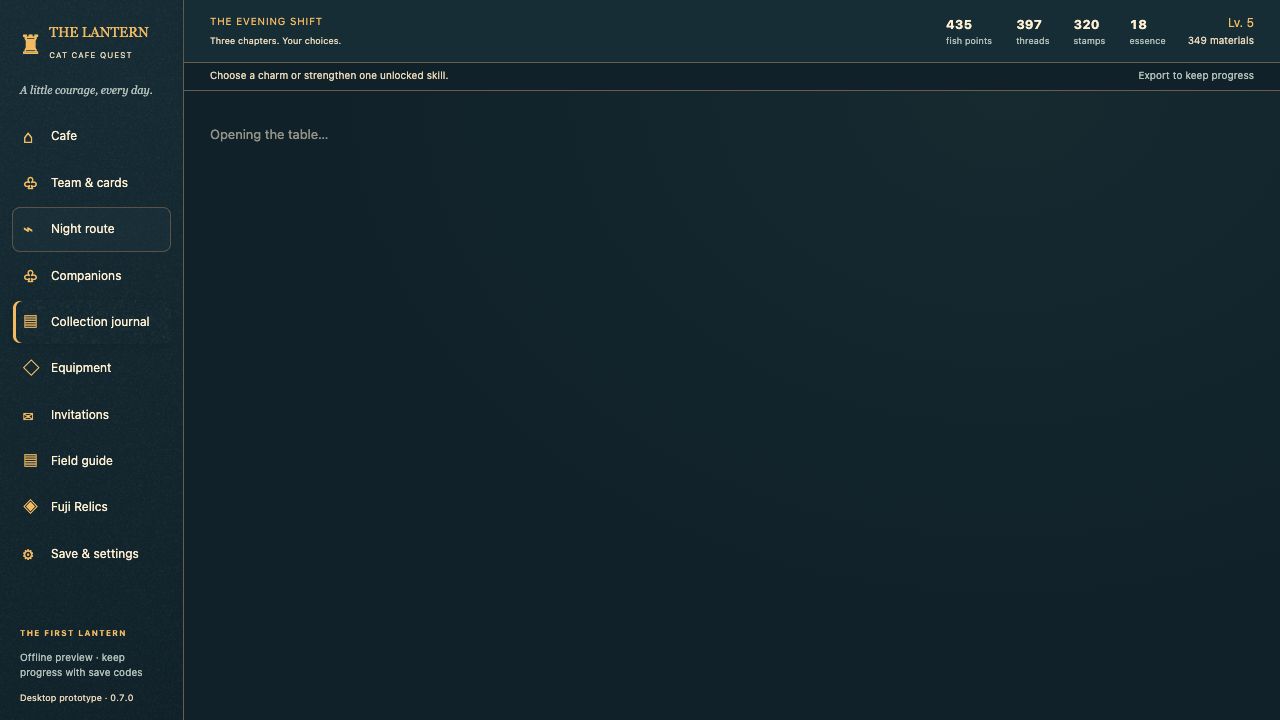 THE LANTERN
CAT CAFE QUEST
A little courage, every day.
Cafe
Team & cards
Night route
Companions
Collection journal
Equipment
Invitations
Field guide
Fuji Relics
Save & settings
THE FIRST LANTERN
Offline preview · keep
progress with save codes
Desktop prototype · 0.7.0
THE EVENING SHIFT
Three chapters. Your choices.
435
fish points
397
threads
320
stamps
18
essence
Lv. 5
349 materials
Choose a charm or strengthen one unlocked skill.
Export to keep progress
Opening the table...